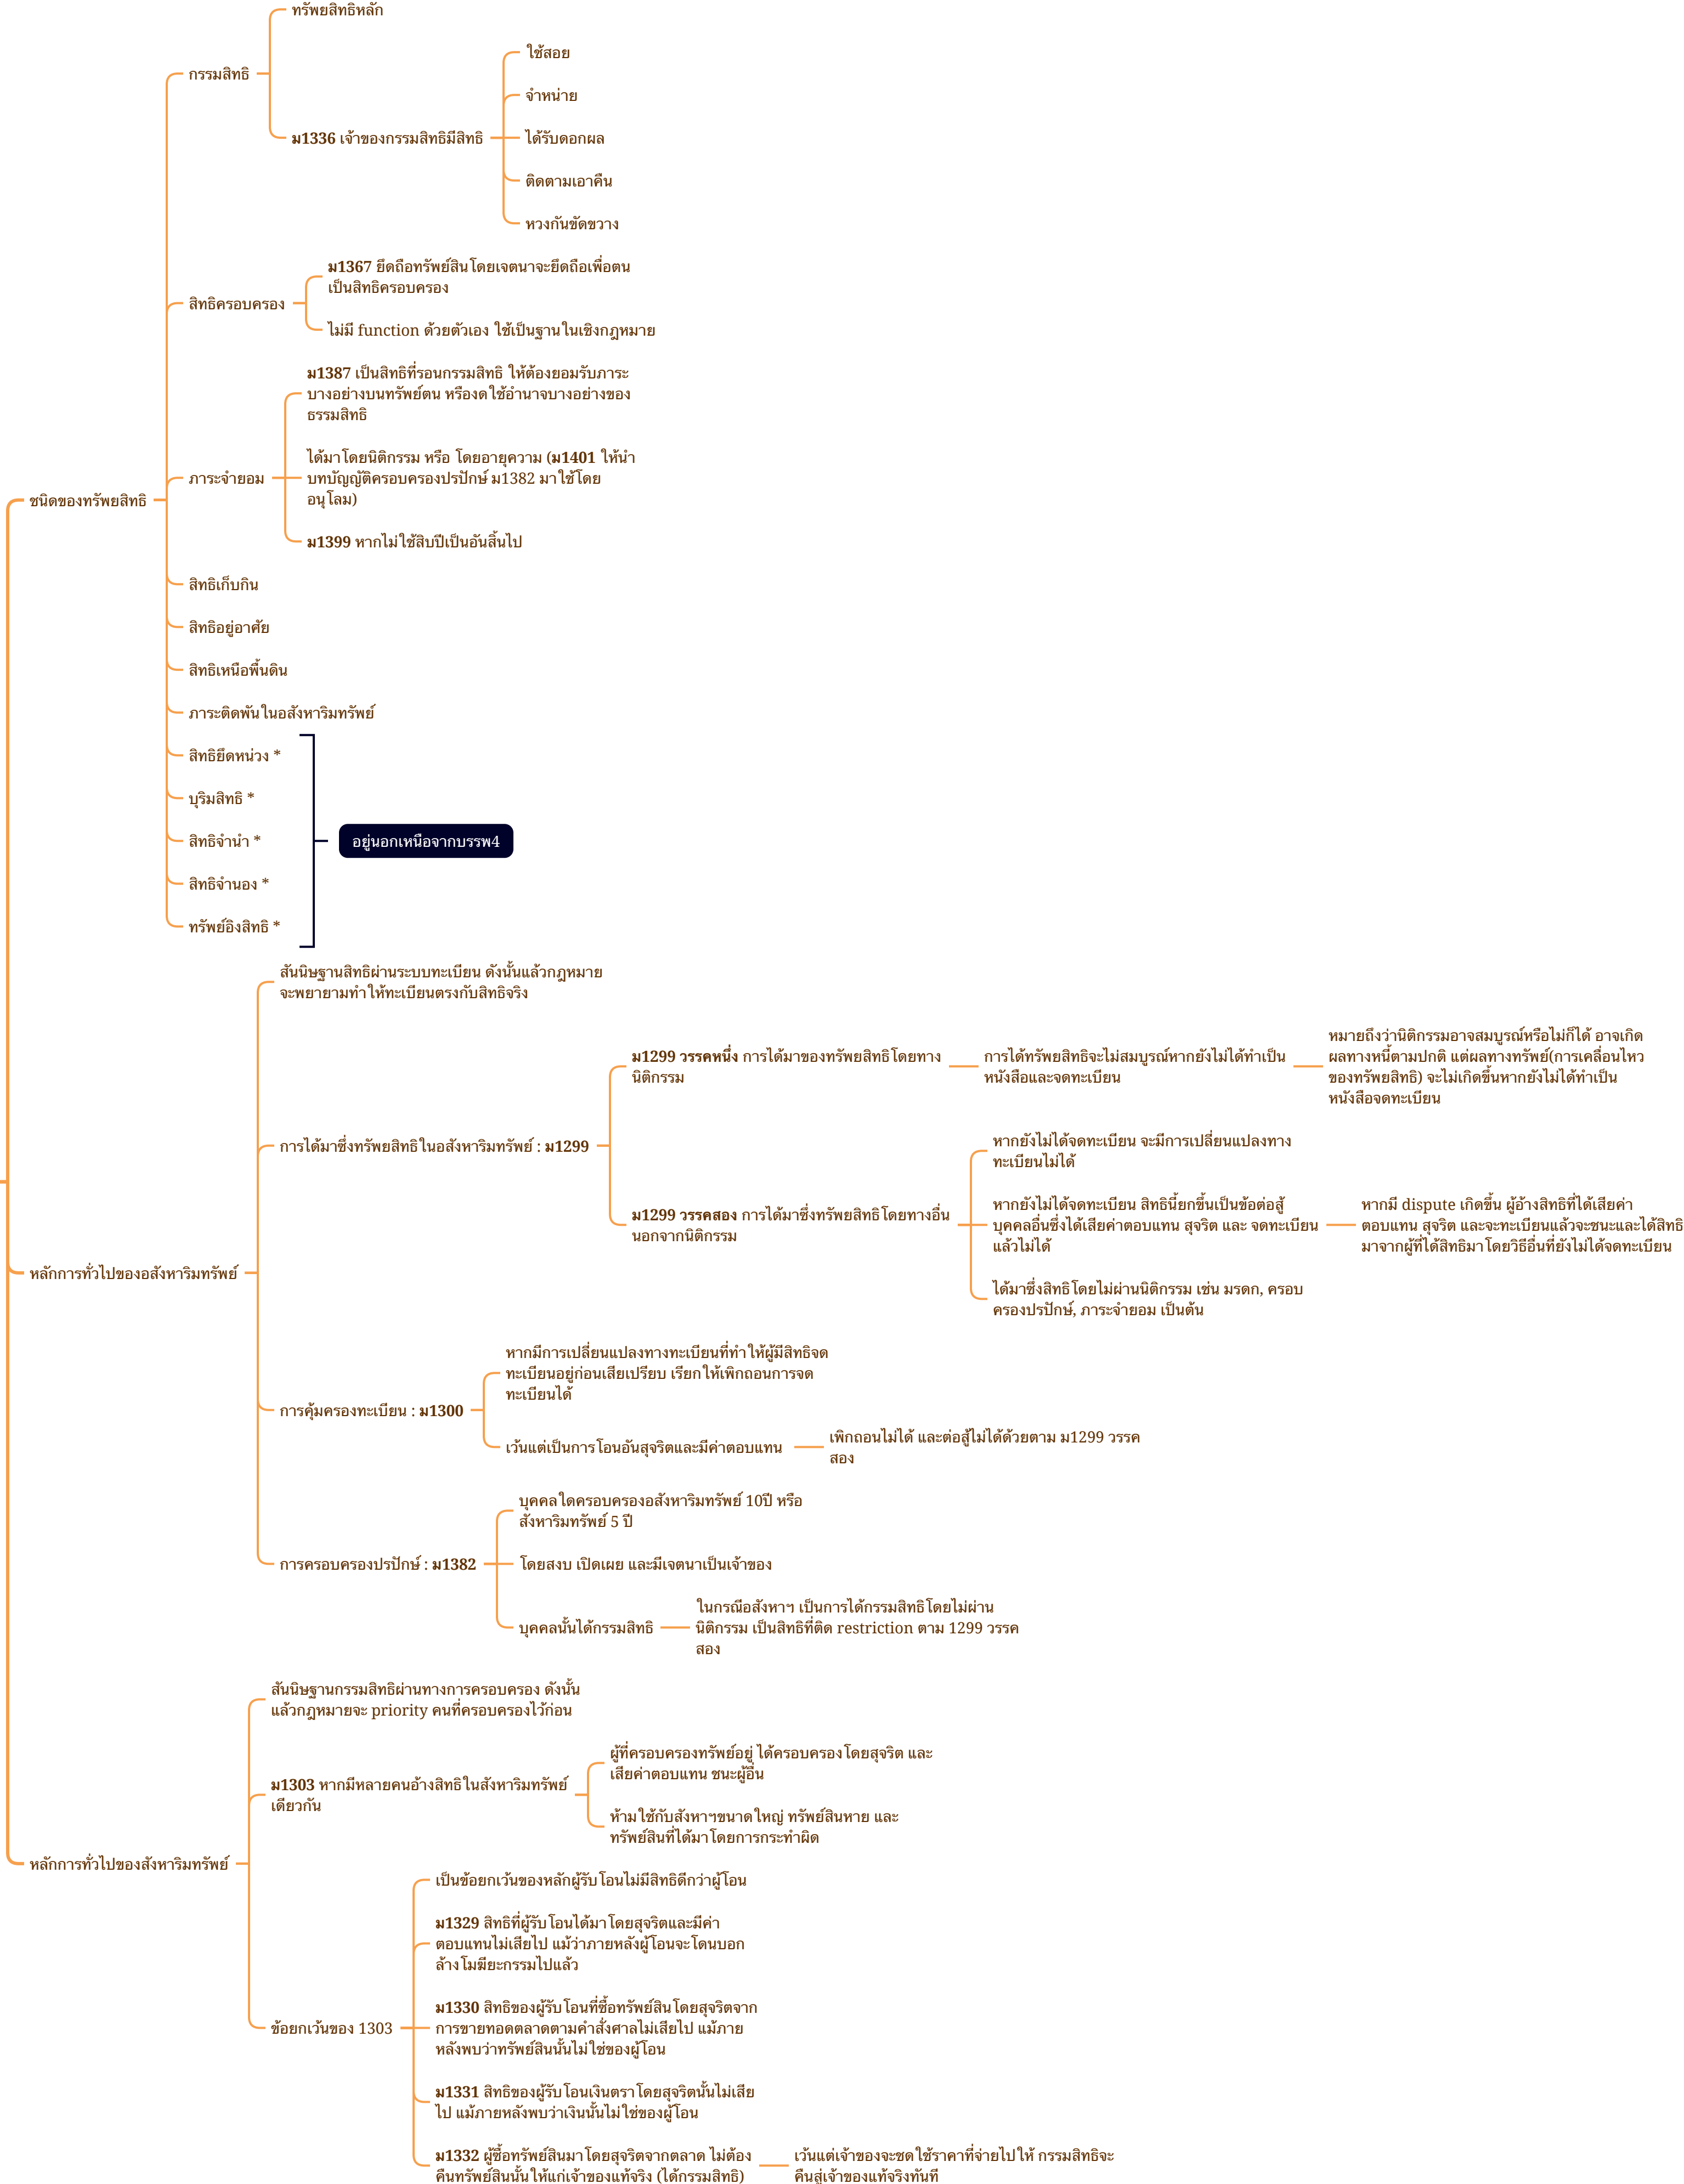 ชนิดของทรัพยสิทธิ
กรรมสิทธิ
ทรัพยสิทธิหลัก
ม1336 เจ้าของกรรมสิทธิมีสิทธิ
ใช้สอย
จำหน่าย
ได้รับดอกผล
ติดตามเอาคืน
หวงกันขัดขวาง
สิทธิครอบครอง
ม1367 ยึดถือทรัพย์สินโดยเจตนาจะยึดถือเพื่อตน
เป็นสิทธิครอบครอง
ไม่มี function ด้วยตัวเอง ใช้เป็นฐานในเชิงกฎหมาย
ภาระจำยอม
ม1387 เป็นสิทธิที่รอนกรรมสิทธิ ให้ต้องยอมรับภาระ
บางอย่างบนทรัพย์ตน หรืองดใช้อำนาจบางอย่างของ
ธรรมสิทธิ
ได้มาโดยนิติกรรม หรือ โดยอายุความ (ม1401 ให้นำ
บทบัญญัติครอบครองปรปักษ์ ม1382 มาใช้โดย
อนุโลม)
ม1399 หากไม่ใช้สิบปีเป็นอันสิ้นไป
สิทธิเก็บกิน
สิทธิอยู่อาศัย
สิทธิเหนือพื้นดิน
ภาระติดพันในอสังหาริมทรัพย์
สิทธิยึดหน่วง *
บุริมสิทธิ *
สิทธิจำนำ *
สิทธิจำนอง *
ทรัพย์อิงสิทธิ *
อยู่นอกเหนือจากบรรพ4
หลักการทั่วไปของอสังหาริมทรัพย์
สันนิษฐานสิทธิผ่านระบบทะเบียน ดังนั้นแล้วกฎหมาย
จะพยายามทำให้ทะเบียนตรงกับสิทธิจริง
การได้มาซึ่งทรัพยสิทธิในอสังหาริมทรัพย์ : ม1299
ม1299 วรรคหนึ่ง การได้มาของทรัพยสิทธิโดยทาง
นิติกรรม
การได้ทรัพยสิทธิจะไม่สมบูรณ์หากยังไม่ได้ทำเป็น
หนังสือและจดทะเบียน
หมายถึงว่านิติกรรมอาจสมบูรณ์หรือไม่ก็ได้ อาจเกิด
ผลทางหนี้ตามปกติ แต่ผลทางทรัพย์(การเคลื่อนไหว
ของทรัพยสิทธิ) จะไม่เกิดขึ้นหากยังไม่ได้ทำเป็น
หนังสือจดทะเบียน
ม1299 วรรคสอง การได้มาซึ่งทรัพยสิทธิโดยทางอื่น
นอกจากนิติกรรม
หากยังไม่ได้จดทะเบียน จะมีการเปลี่ยนแปลงทาง
ทะเบียนไม่ได้
หากยังไม่ได้จดทะเบียน สิทธินี้ยกขึ้นเป็นข้อต่อสู้
บุคคลอื่นซึ่งได้เสียค่าตอบแทน สุจริต และ จดทะเบียน
แล้วไม่ได้
หากมี dispute เกิดขึ้น ผู้อ้างสิทธิที่ได้เสียค่า
ตอบแทน สุจริต และจะทะเบียนแล้วจะชนะและได้สิทธิ
มาจากผู้ที่ได้สิทธิมาโดยวิธีอื่นที่ยังไม่ได้จดทะเบียน
ได้มาซึ่งสิทธิโดยไม่ผ่านนิติกรรม เช่น มรดก, ครอบ
ครองปรปักษ์, ภาระจำยอม เป็นต้น
การคุ้มครองทะเบียน : ม1300
หากมีการเปลี่ยนแปลงทางทะเบียนที่ทำให้ผู้มีสิทธิจด
ทะเบียนอยู่ก่อนเสียเปรียบ เรียกให้เพิกถอนการจด
ทะเบียนได้
เว้นแต่เป็นการโอนอันสุจริตและมีค่าตอบแทน
เพิกถอนไม่ได้ และต่อสู้ไม่ได้ด้วยตาม ม1299 วรรค
สอง
การครอบครองปรปักษ์ : ม1382
บุคคลใดครอบครองอสังหาริมทรัพย์ 10ปี หรือ
สังหาริมทรัพย์ 5 ปี
โดยสงบ เปิดเผย และมีเจตนาเป็นเจ้าของ
บุคคลนั้นได้กรรมสิทธิ
ในกรณีอสังหาฯ เป็นการได้กรรมสิทธิโดยไม่ผ่าน
นิติกรรม เป็นสิทธิที่ติด restriction ตาม 1299 วรรค
สอง
หลักการทั่วไปของสังหาริมทรัพย์
สันนิษฐานกรรมสิทธิผ่านทางการครอบครอง ดังนั้น
แล้วกฎหมายจะ priority คนที่ครอบครองไว้ก่อน
ม1303 หากมีหลายคนอ้างสิทธิในสังหาริมทรัพย์
เดียวกัน
ผู้ที่ครอบครองทรัพย์อยู่ ได้ครอบครองโดยสุจริต และ
เสียค่าตอบแทน ชนะผู้อื่น
ห้ามใช้กับสังหาฯขนาดใหญ่ ทรัพย์สินหาย และ
ทรัพย์สินที่ได้มาโดยการกระทำผิด
ข้อยกเว้นของ 1303
เป็นข้อยกเว้นของหลักผู้รับโอนไม่มีสิทธิดีกว่าผู้โอน
ม1329 สิทธิที่ผู้รับโอนได้มาโดยสุจริตและมีค่า
ตอบแทนไม่เสียไป แม้ว่าภายหลังผู้โอนจะโดนบอก
ล้างโมฆียะกรรมไปแล้ว
ม1330 สิทธิของผู้รับโอนที่ซื้อทรัพย์สินโดยสุจริตจาก
การขายทอดตลาดตามคำสั่งศาลไม่เสียไป แม้ภาย
หลังพบว่าทรัพย์สินนั้นไม่ใช่ของผู้โอน
ม1331 สิทธิของผู้รับโอนเงินตราโดยสุจริตนั้นไม่เสีย
ไป แม้ภายหลังพบว่าเงินนั้นไม่ใช่ของผู้โอน
ม1332 ผู้ซื้อทรัพย์สินมาโดยสุจริตจากตลาด ไม่ต้อง
คืนทรัพย์สินนั้นให้แก่เจ้าของแท้จริง (ได้กรรมสิทธิ)
เว้นแต่เจ้าของจะชดใช้ราคาที่จ่ายไปให้ กรรมสิทธิจะ
คืนสู่เจ้าของแท้จริงทันที